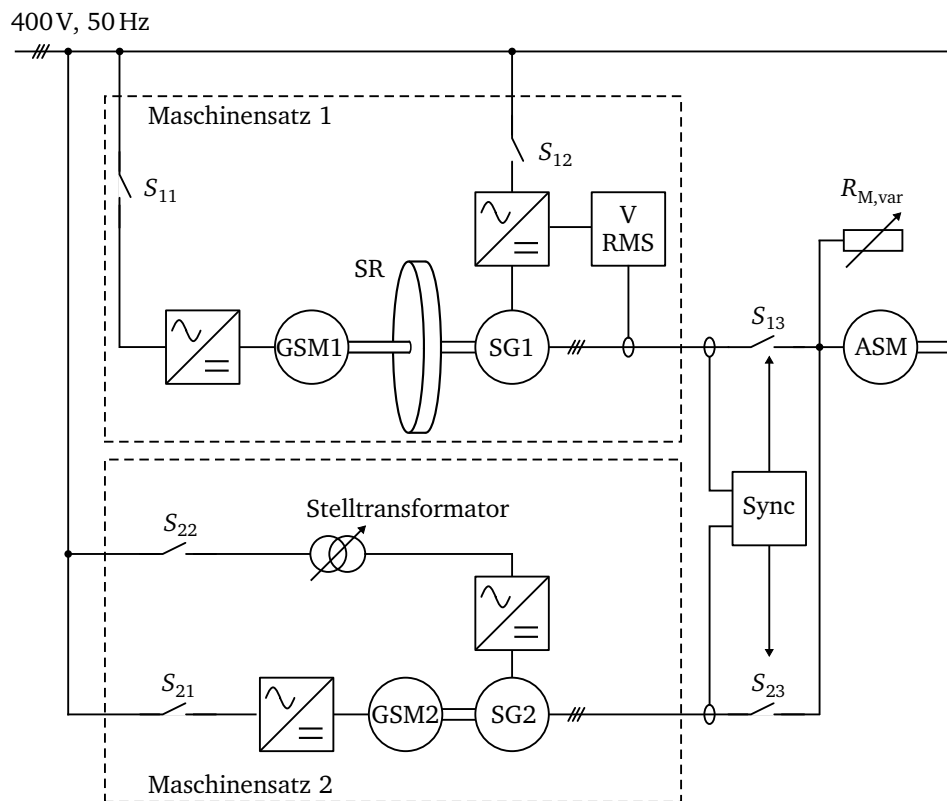 400 V, 50 Hz
Maschinensatz 1
S12
S11
V
RMS
RM,var
SR
S13
GSM1
SG1
ASM
Sync
Stelltransformator
S22
S21
S23
GSM2
SG2
Maschinensatz 2